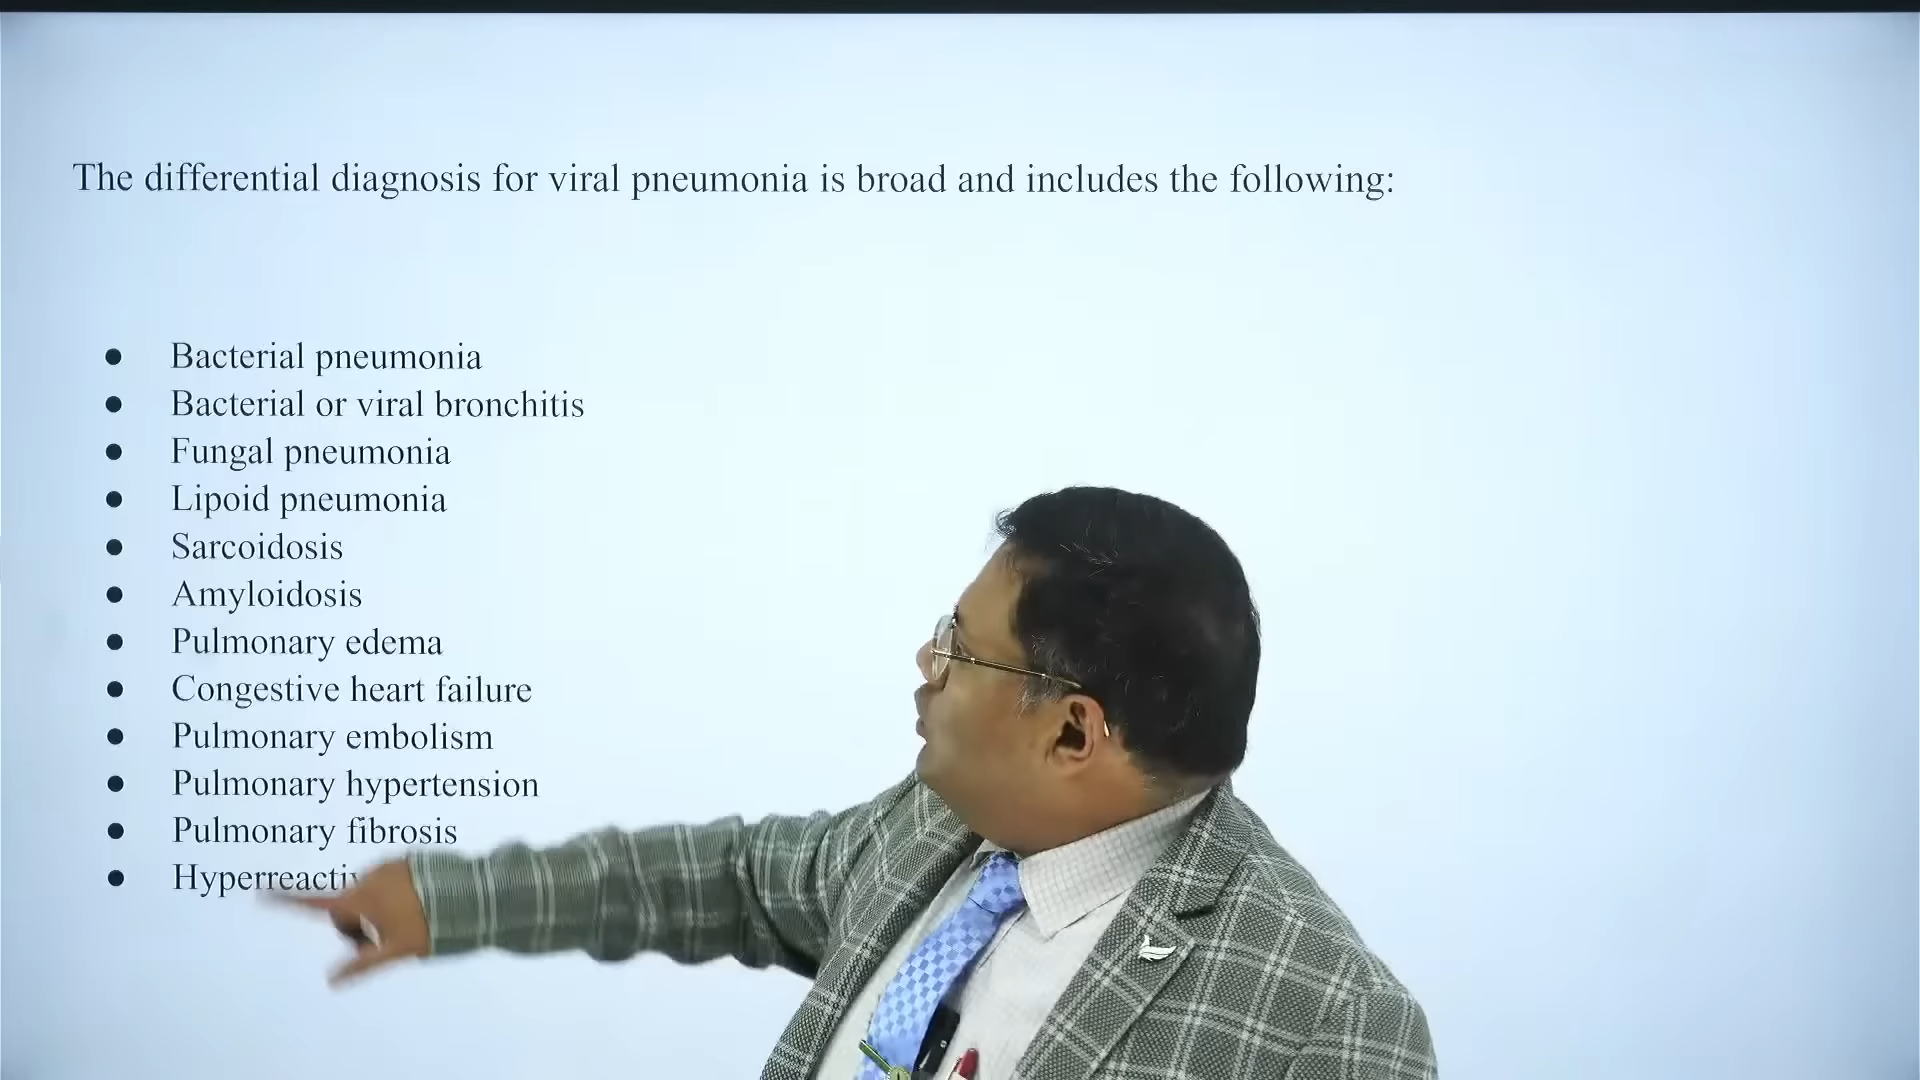 The differential diagnosis for viral pneumonia is broad and includes the following:
● Bacterial pneumonia
● Bacterial or viral bronchitis
● Fungal pneumonia
● Lipoid pneumonia
● Sarcoidosis
● Amyloidosis
● Pulmonary edema
● Congestive heart failure
● Pulmonary embolism
● Pulmonary hypertension
● Pulmonary fibrosis
●